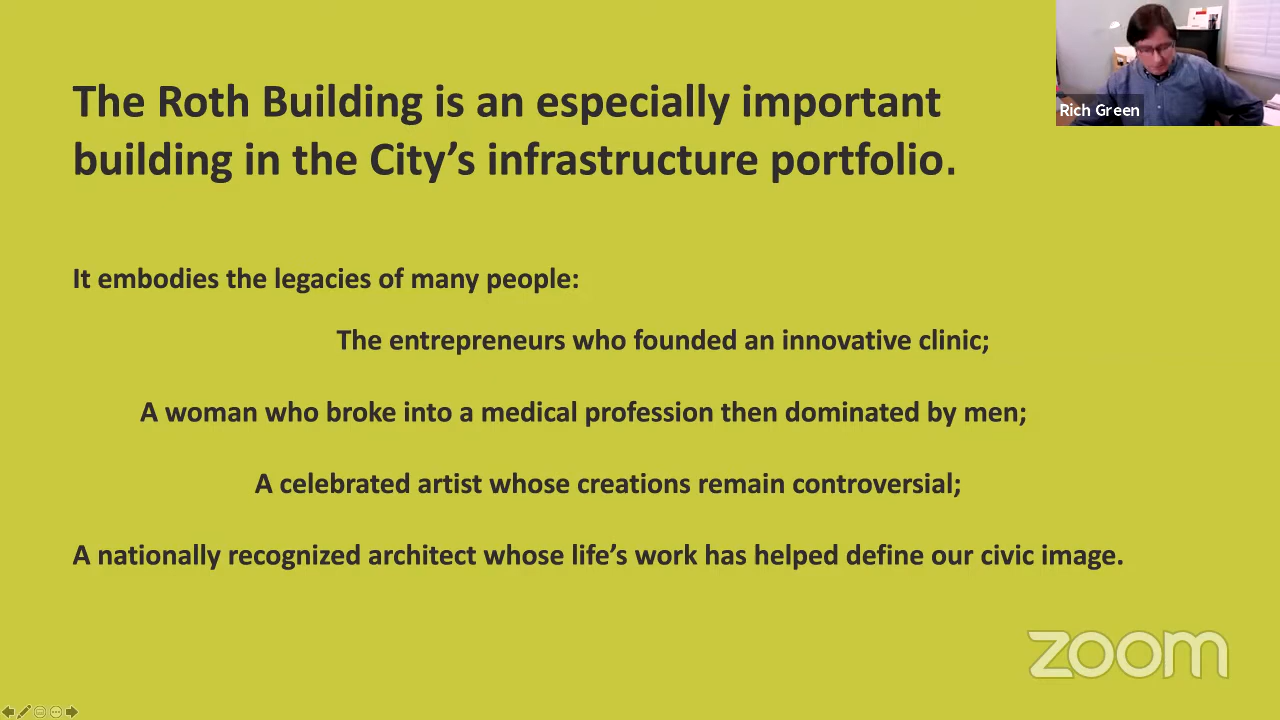 The Roth Building is an especially important
building in the City’s infrastructure portfolio.
Rich Green
It embodies the legacies of many people:
The entrepreneurs who founded an innovative clinic;
A woman who broke into a medical profession then dominated by men;
A celebrated artist whose creations remain controversial;
A nationally recognized architect whose life’s work has helped define our civic image.
zoom